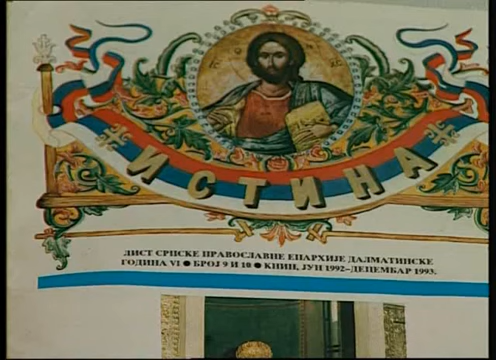 ИСТИНА
ЛИСТ СРПСКЕ ПРАВОСЛАВНЕ ЕПАРХИЈЕ ДАЛМАТИНСКЕ
ГОДИНА VI ● БРОЈ 9 И 10 ● КНИН, ЈУН 1992–ДЕЦЕМБАР 1993.